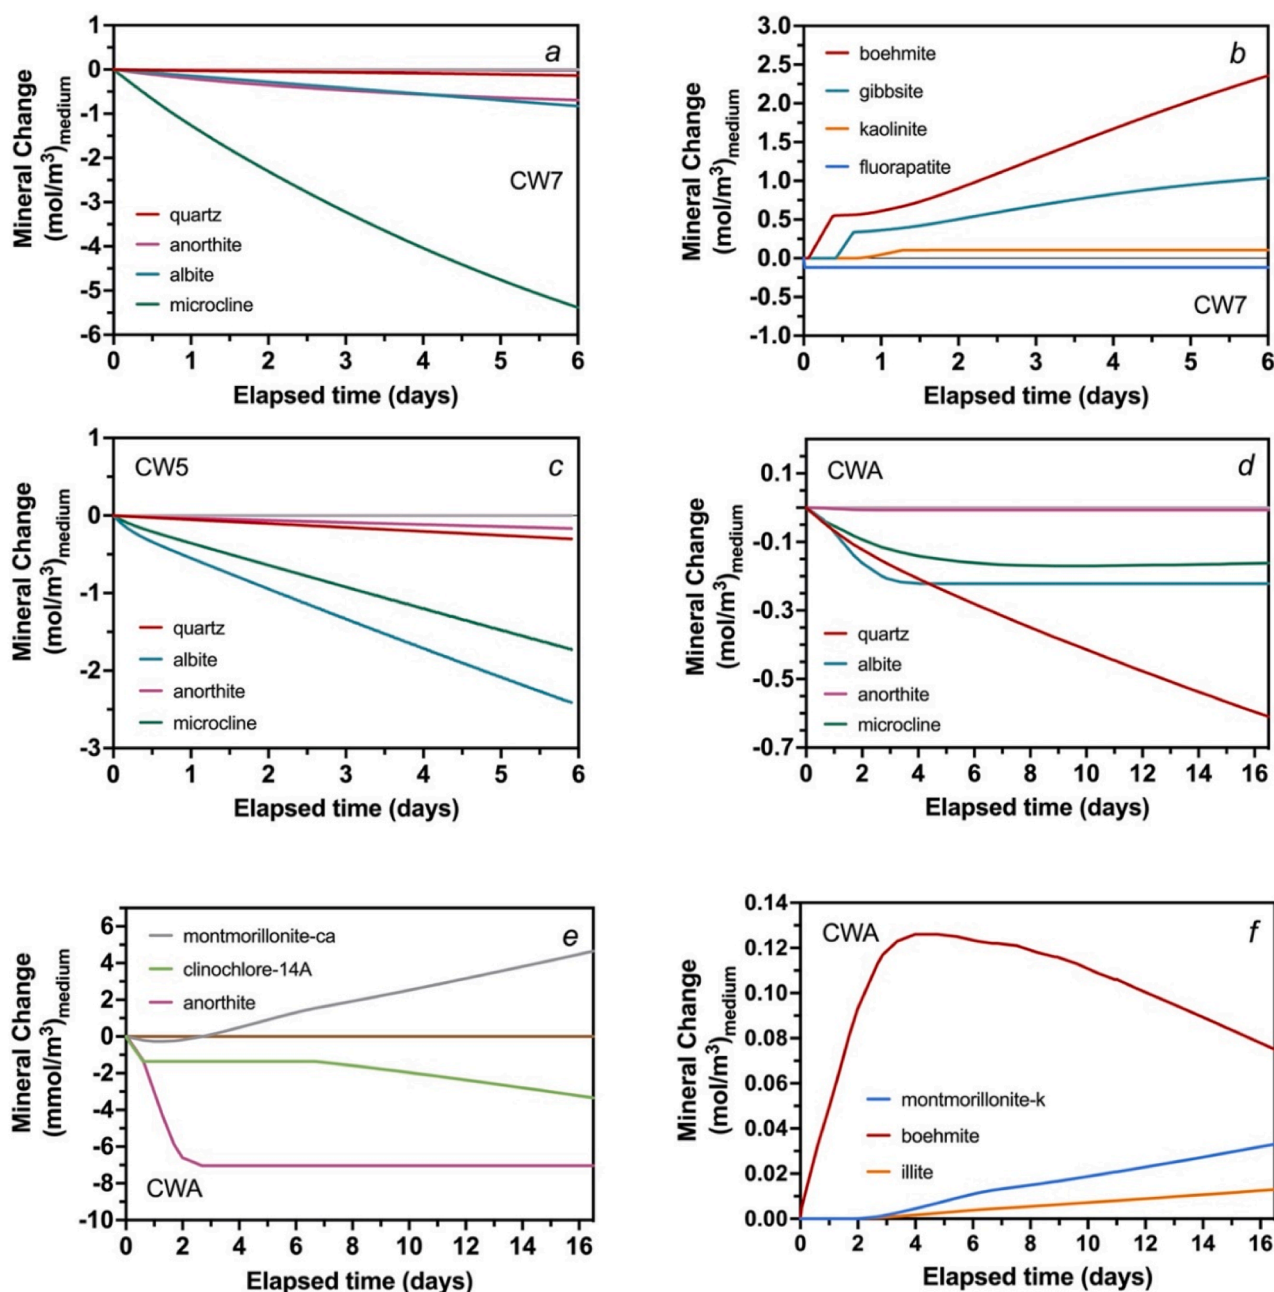 a
1
0
-1
-2
-3
-4
-5
-6
Mineral Change
(mol/m³)medium
CW7
quartz
anorthite
albite
microcline
0 1 2 3 4 5 6
Elapsed time (days)
b
3.0
2.5
2.0
1.5
1.0
0.5
0.0
-0.5
-1.0
Mineral Change
(mol/m³)medium
boehmite
gibbsite
kaolinite
fluorapatite
CW7
0 1 2 3 4 5 6
Elapsed time (days)
CW5 c
1
0
-1
-2
-3
Mineral Change
(mol/m³)medium
quartz
albite
anorthite
microcline
0 1 2 3 4 5 6
Elapsed time (days)
CWA d
0.1
-0.1
-0.3
-0.5
-0.7
Mineral Change
(mol/m³)medium
quartz
albite
anorthite
microcline
0 2 4 6 8 10 12 14 16
Elapsed time (days)
e
6
4
2
0
-2
-4
-6
-8
-10
Mineral Change
(mmol/m³)medium
montmorillonite-ca
clinochlore-14A
anorthite
CWA
0 2 4 6 8 10 12 14 16
Elapsed time (days)
CWA f
0.14
0.12
0.10
0.08
0.06
0.04
0.02
0.00
Mineral Change
(mol/m³)medium
montmorillonite-k
boehmite
illite
0 2 4 6 8 10 12 14 16
Elapsed time (days)